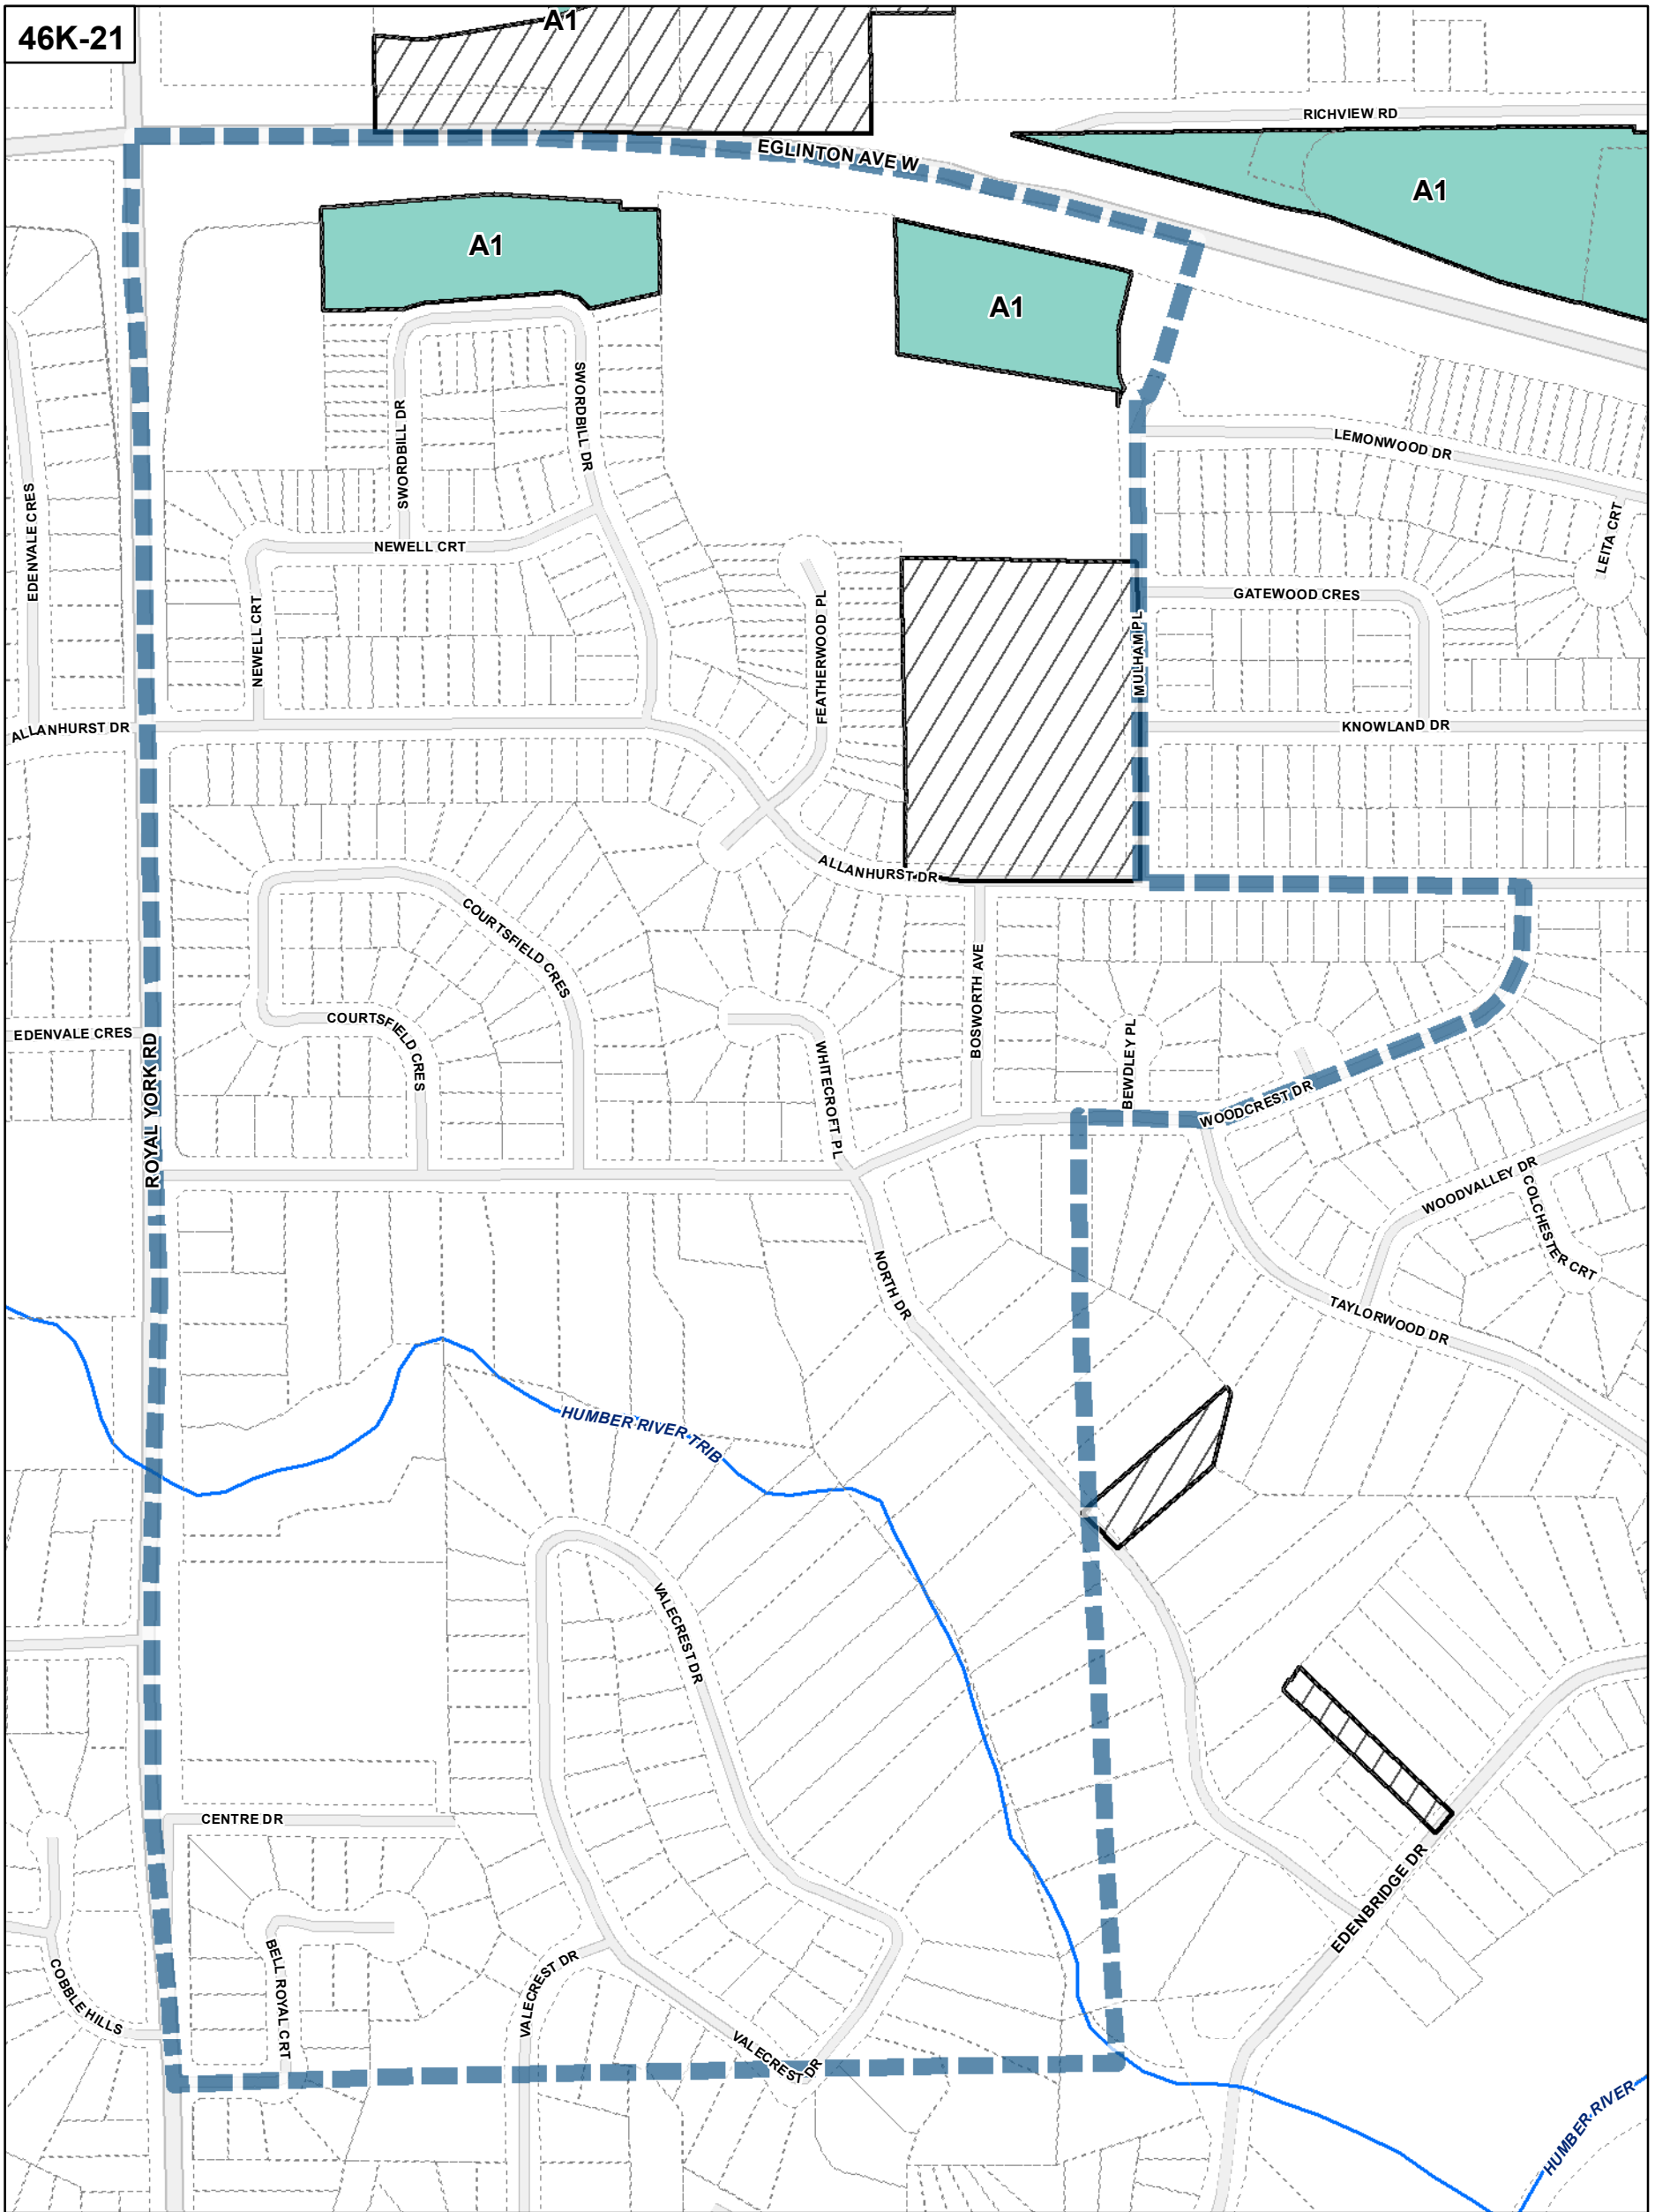 46K-21
A1
RICHVIEW RD
EGLINTON AVE W
A1
A1
A1
SWORDBILL DR
SWORDBILL DR
LEMONWOOD DR
EDENVALE CRES
LEITA CRT
NEWELL CRT
NEWELL CRT
FEATHERWOOD PL
GATEWOOD CRES
MULHAM PL
ALLANHURST DR
KNOWLAND DR
ALLANHURST DR
COURTSFIELD CRES
BOSWORTH AVE
COURTSFIELD CRES
EDENVALE CRES
ROYAL YORK RD
WHITECROFT PL
BEWDLEY PL
WOODCREST DR
WOODVALLEY DR
COLCHESTER CRT
NORTH DR
TAYLORWOOD DR
HUMBER RIVER TRIB
VALECREST DR
CENTRE DR
EDENBRIDGE DR
BELL ROYAL CRT
COBBLE HILLS
VALECREST DR
VALECREST DR
HUMBER RIVER